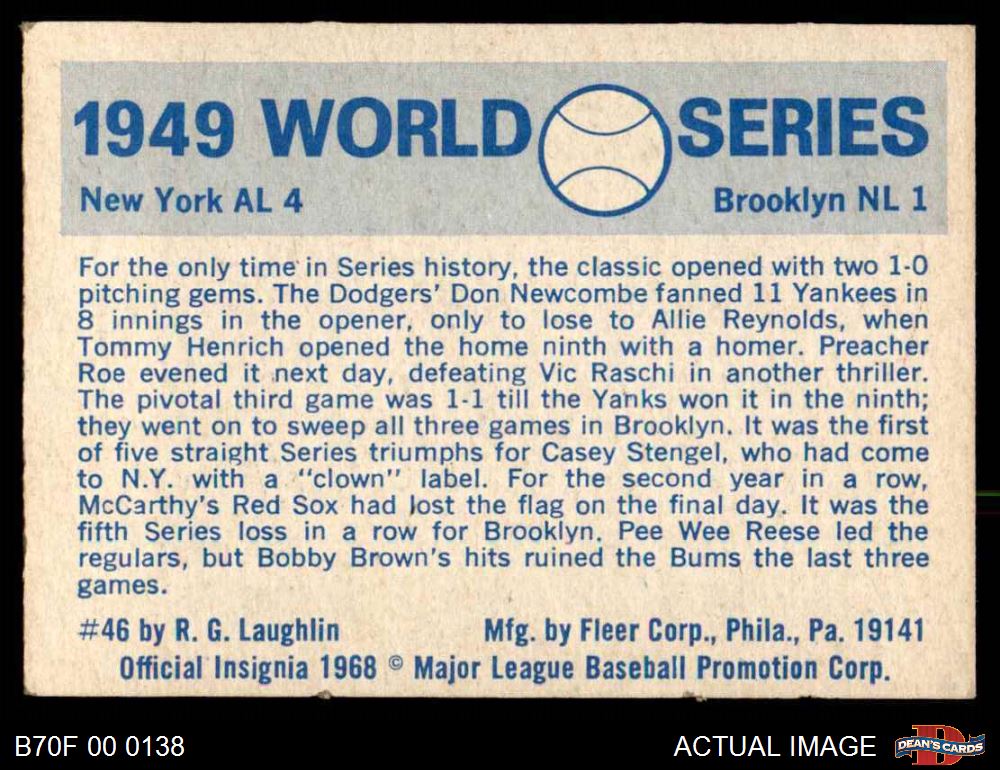 1949 WORLD SERIES
New York AL 4 Brooklyn NL 1
For the only time in Series history, the classic opened with two 1-0
pitching gems. The Dodgers' Don Newcombe fanned 11 Yankees in
8 innings in the opener, only to lose to Allie Reynolds, when
Tommy Henrich opened the home ninth with a homer. Preacher
Roe evened it next day, defeating Vic Raschi in another thriller.
The pivotal third game was 1-1 till the Yanks won it in the ninth;
they went on to sweep all three games in Brooklyn. It was the first
of five straight Series triumphs for Casey Stengel, who had come
to N.Y. with a "clown" label. For the second year in a row,
McCarthy's Red Sox had lost the flag on the final day. It was the
fifth Series loss in a row for Brooklyn. Pee Wee Reese led the
regulars, but Bobby Brown's hits ruined the Bums the last three
games.
#46 by R. G. Laughlin Mfg. by Fleer Corp., Phila., Pa. 19141
Official Insignia 1968 © Major League Baseball Promotion Corp.
B70F 00 0138 ACTUAL IMAGE D DEAN'S CARDS